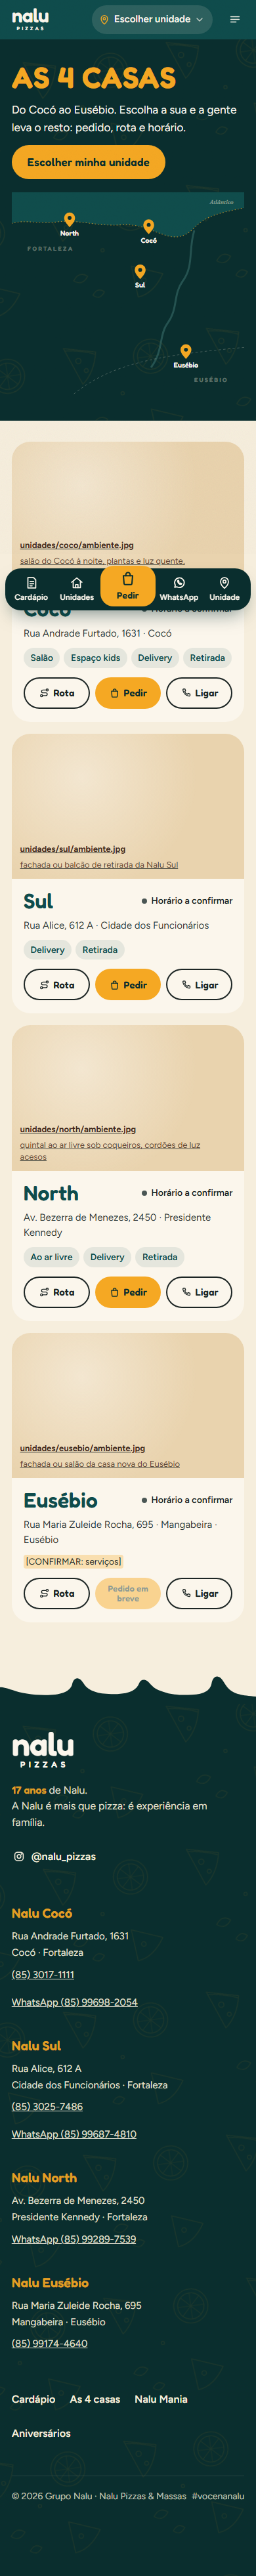 nalu
PIZZAS
Escolher unidade
AS 4 CASAS
Do Cocó ao Eusébio. Escolha a sua e a gente
leva o resto: pedido, rota e horário.
Escolher minha unidade
Atlântico
North
Cocó
FORTALEZA
Sul
Eusébio
EUSÉBIO
unidades/coco/ambiente.jpg
salão do Cocó à noite, plantas e luz quente,
Cardápio
Unidades
Pedir
WhatsApp
Unidade
Cocó
Horário a confirmar
Rua Andrade Furtado, 1631 · Cocó
Salão
Espaço kids
Delivery
Retirada
Rota
Pedir
Ligar
unidades/sul/ambiente.jpg
fachada ou balcão de retirada da Nalu Sul
Sul
Horário a confirmar
Rua Alice, 612 A · Cidade dos Funcionários
Delivery
Retirada
Rota
Pedir
Ligar
unidades/north/ambiente.jpg
quintal ao ar livre sob coqueiros, cordões de luz
acesos
North
Horário a confirmar
Av. Bezerra de Menezes, 2450 · Presidente
Kennedy
Ao ar livre
Delivery
Retirada
Rota
Pedir
Ligar
unidades/eusebio/ambiente.jpg
fachada ou salão da casa nova do Eusébio
Eusébio
Horário a confirmar
Rua Maria Zuleide Rocha, 695 · Mangabeira ·
Eusébio
[CONFIRMAR: serviços]
Rota
Pedido em
breve
Ligar
nalu
PIZZAS
17 anos de Nalu.
A Nalu é mais que pizza: é experiência em
família.
@nalu_pizzas
Nalu Cocó
Rua Andrade Furtado, 1631
Cocó · Fortaleza
(85) 3017-1111
WhatsApp (85) 99698-2054
Nalu Sul
Rua Alice, 612 A
Cidade dos Funcionários · Fortaleza
(85) 3025-7486
WhatsApp (85) 99687-4810
Nalu North
Av. Bezerra de Menezes, 2450
Presidente Kennedy · Fortaleza
WhatsApp (85) 99289-7539
Nalu Eusébio
Rua Maria Zuleide Rocha, 695
Mangabeira · Eusébio
(85) 99174-4640
Cardápio
As 4 casas
Nalu Mania
Aniversários
© 2026 Grupo Nalu · Nalu Pizzas & Massas
#vocenanalu